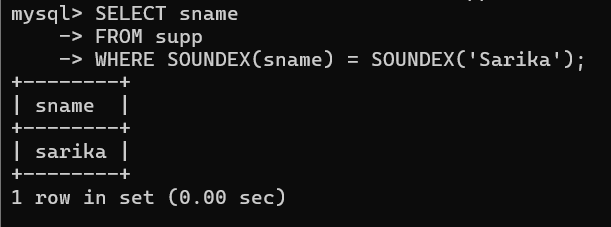 mysql> SELECT sname
    -> FROM supp
    -> WHERE SOUNDEX(sname) = SOUNDEX('Sarika');
+--------+
| sname  |
+--------+
| sarika |
+--------+
1 row in set (0.00 sec)